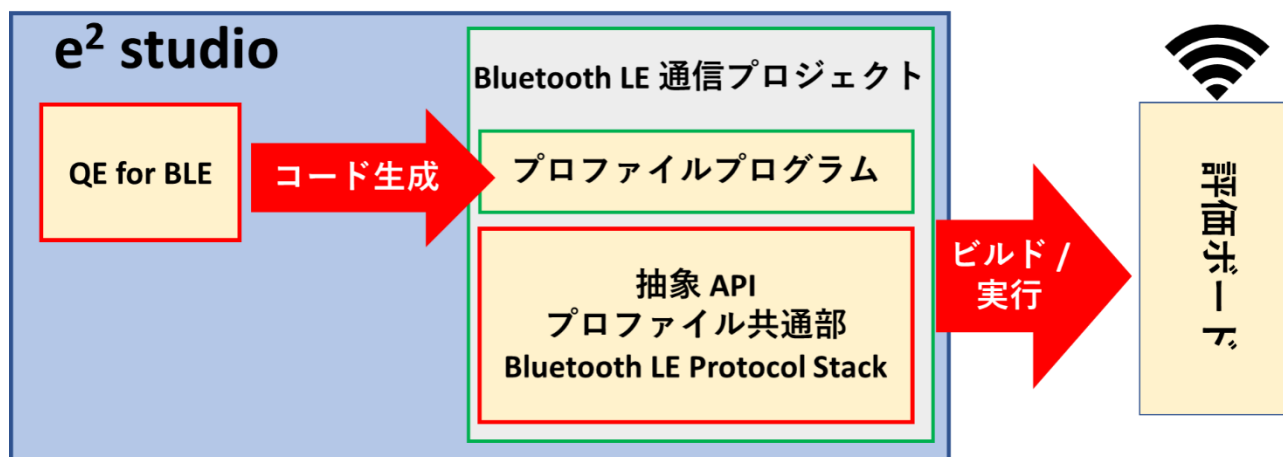 e² studio
QE for BLE
コード生成
Bluetooth LE 通信プロジェクト
プロファイルプログラム
抽象 API
プロファイル共通部
Bluetooth LE Protocol Stack
ビルド /
実行
評価ボード